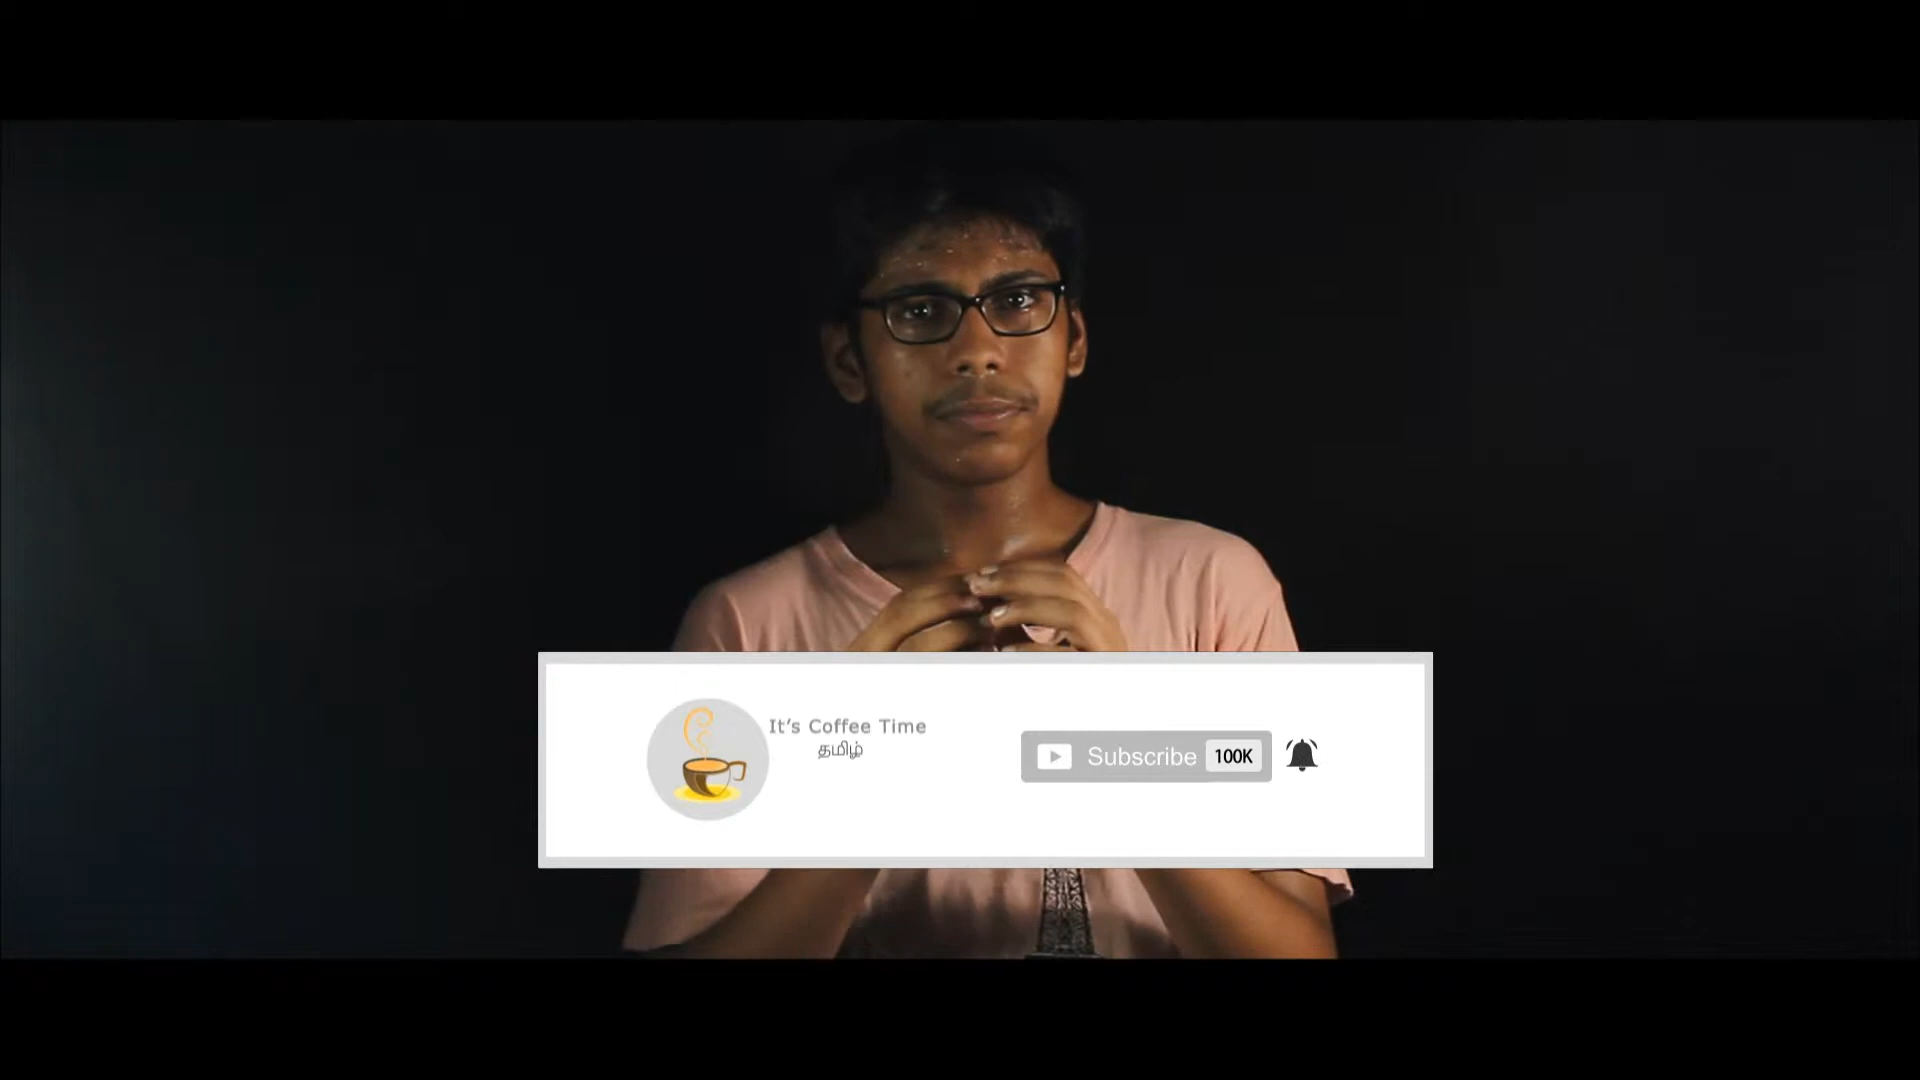 It's Coffee Time
தமிழ்
Subscribe 100K